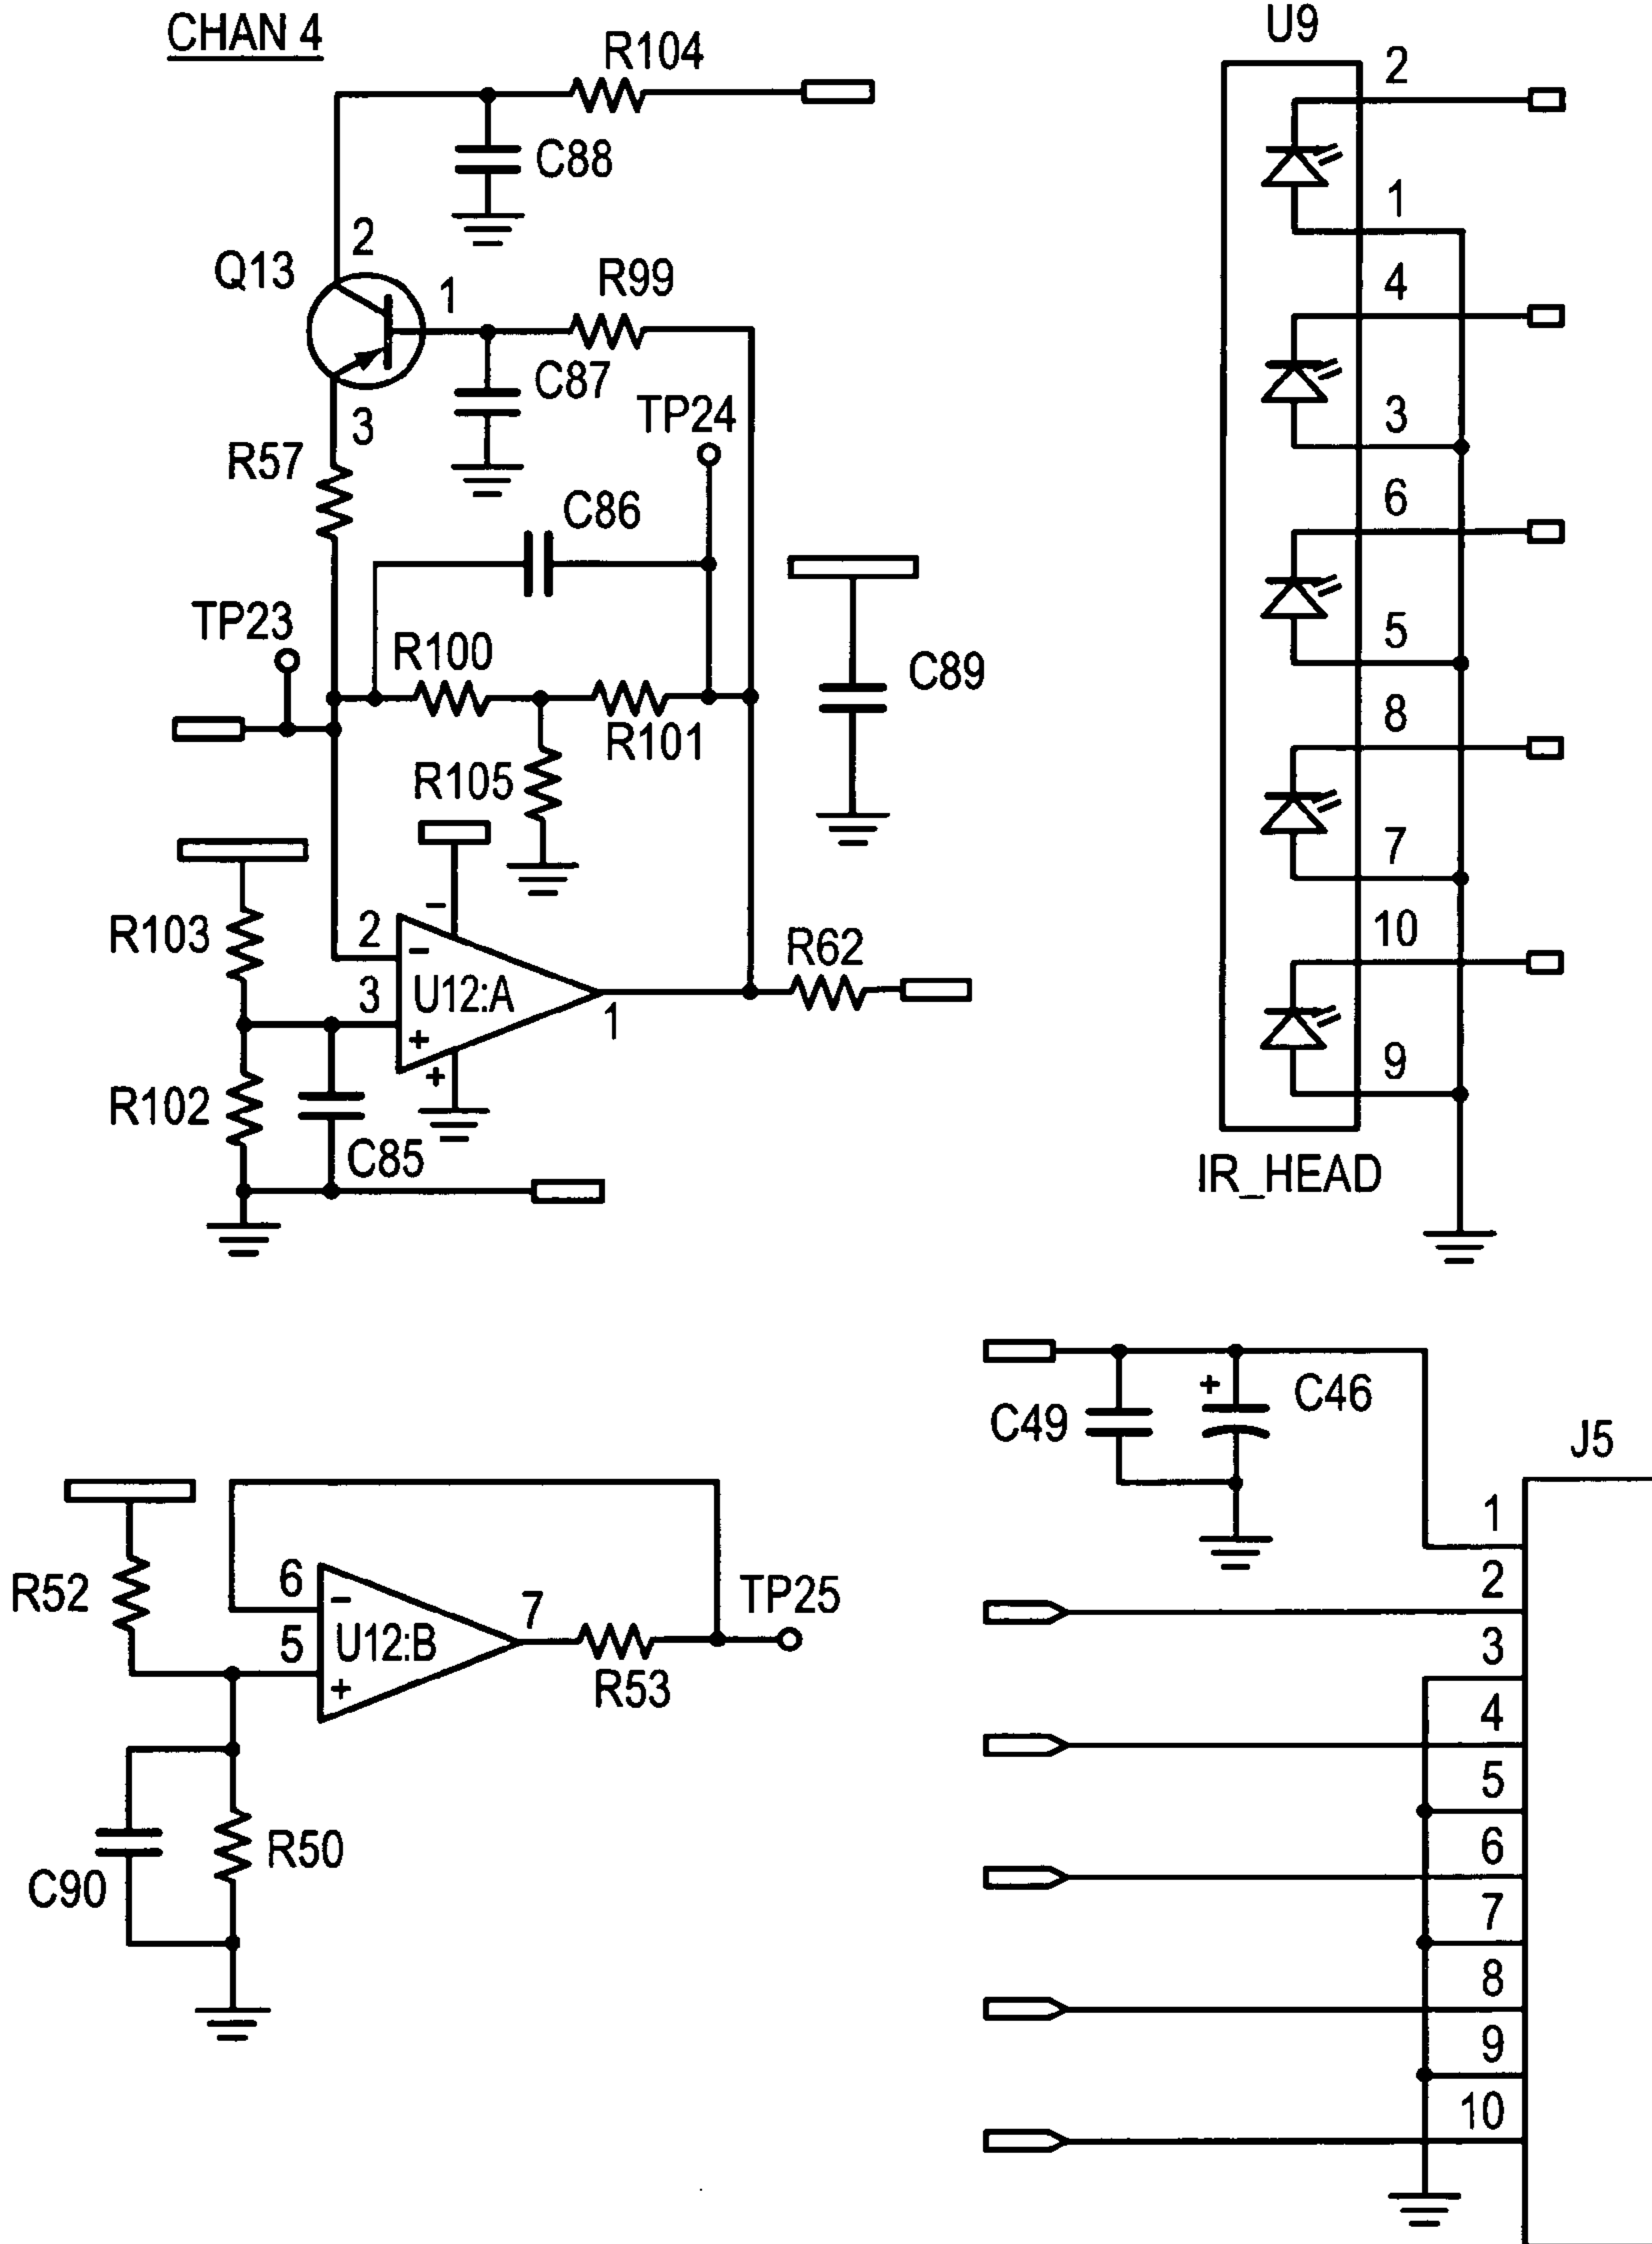 CHAN 4
R104
C88
2
Q13
1
R99
C87
3
TP24
R57
C86
TP23
R100
C89
R101
R105
R103
−
2
−
R62
3
U12:A
1
+
+
R102
C85
U9
2
1
4
3
6
5
8
7
10
9
IR_HEAD
R52
6
−
7
TP25
5
U12:B
+
R53
R50
C90
+
C46
C49
J5
1
2
3
4
5
6
7
8
9
10